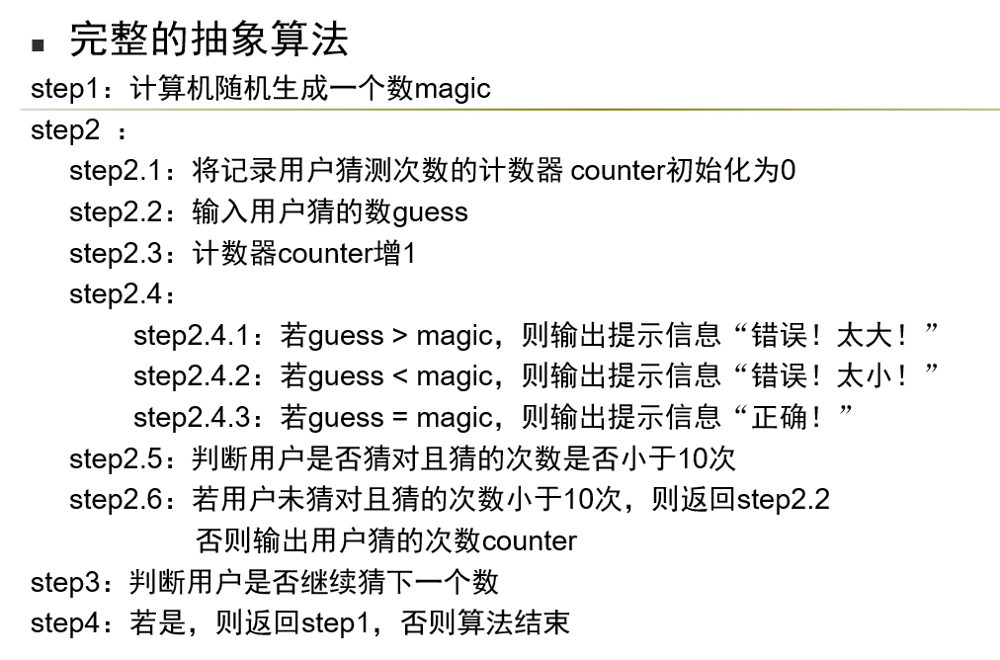 ▪ 完整的抽象算法
step1：计算机随机生成一个数magic
step2 ：
step2.1：将记录用户猜测次数的计数器 counter初始化为0
step2.2：输入用户猜的数guess
step2.3：计数器counter增1
step2.4：
step2.4.1：若guess > magic，则输出提示信息“错误！太大！”
step2.4.2：若guess < magic，则输出提示信息“错误！太小！”
step2.4.3：若guess = magic，则输出提示信息“正确！”
step2.5：判断用户是否猜对且猜的次数是否小于10次
step2.6：若用户未猜对且猜的次数小于10次，则返回step2.2
否则输出用户猜的次数counter
step3：判断用户是否继续猜下一个数
step4：若是，则返回step1，否则算法结束